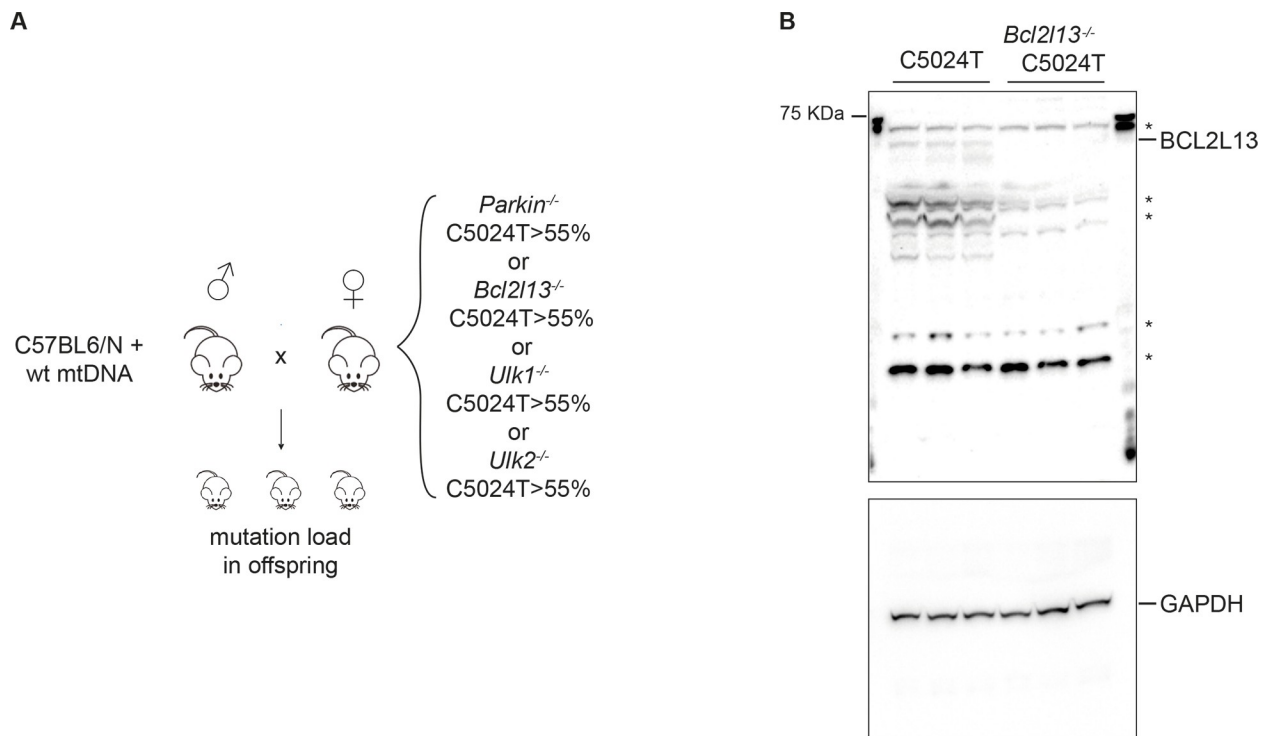 A
C57BL6/N +
wt mtDNA
♂
♀
x
mutation load
in offspring
Parkin-/-
C5024T>55%
or
Bcl2l13-/-
C5024T>55%
or
Ulk1-/-
C5024T>55%
or
Ulk2-/-
C5024T>55%
B
C5024T
Bcl2l13-/-
C5024T
75 KDa
*
BCL2L13
*
*
*
*
GAPDH